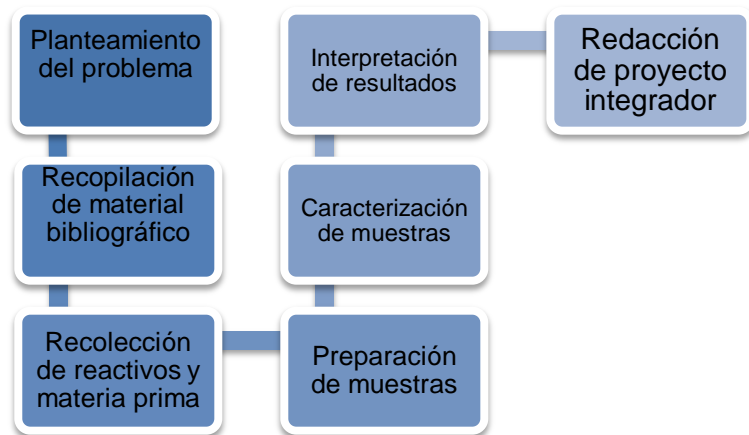 Planteamiento
del problema
Recopilación
de material
bibliográfico
Recolección
de reactivos y
materia prima
Preparación
de muestras
Caracterización
de muestras
Interpretación
de resultados
Redacción
de proyecto
integrador